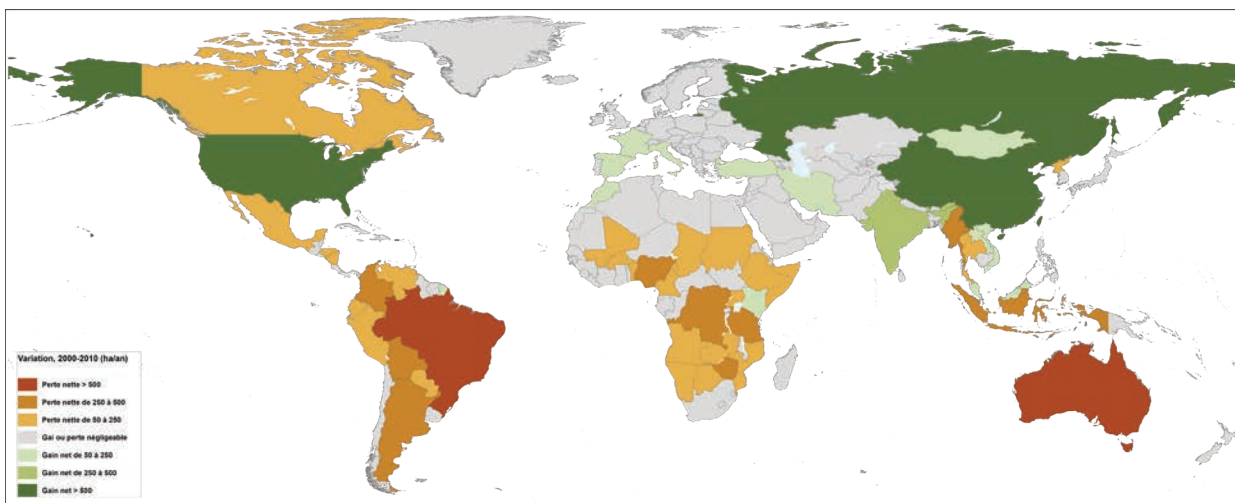 Variation, 2000-2010 (ha/an)
Perte nette > 500
Perte nette de 250 à 500
Perte nette de 50 à 250
Gai ou perte négligeable
Gain net de 50 à 250
Gain net de 250 à 500
Gain net > 500